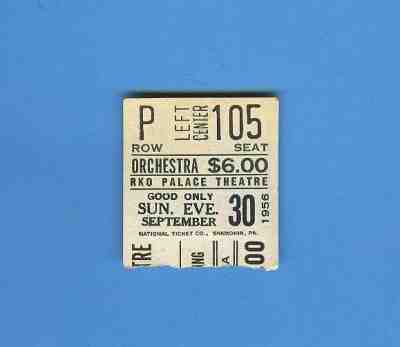 P LEFT CENTER 105
ROW SEAT
ORCHESTRA $6.00
RKO PALACE THEATRE
GOOD ONLY
SUN. EVE. 30 1956
SEPTEMBER
NATIONAL TICKET CO., SHAMOKIN, PA.